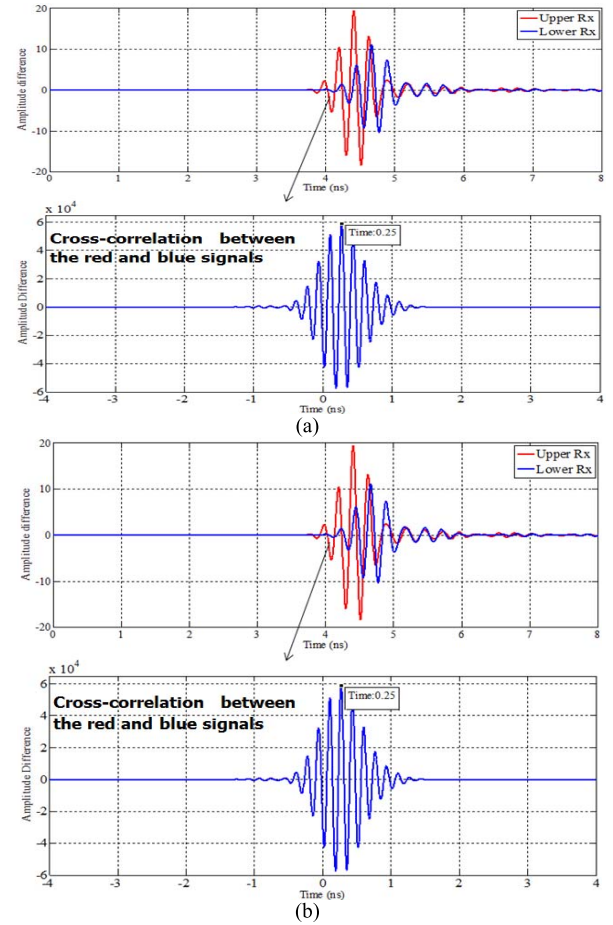 20
10
0
-10
-20
Amplitude difference
Upper Rx
Lower Rx
0 1 2 3 4 5 6 7 8
Time (ns)
x 10^4
6
4
2
0
-2
-4
-6
Amplitude Difference
Cross-correlation between
the red and blue signals
Time:0.25
-4 -3 -2 -1 0 1 2 3 4
Time (ns)
(a)
20
10
0
-10
-20
Amplitude difference
Upper Rx
Lower Rx
0 1 2 3 4 5 6 7 8
Time (ns)
x 10^4
6
4
2
0
-2
-4
-6
Amplitude Difference
Cross-correlation between
the red and blue signals
Time:0.25
-4 -3 -2 -1 0 1 2 3 4
Time (ns)
(b)